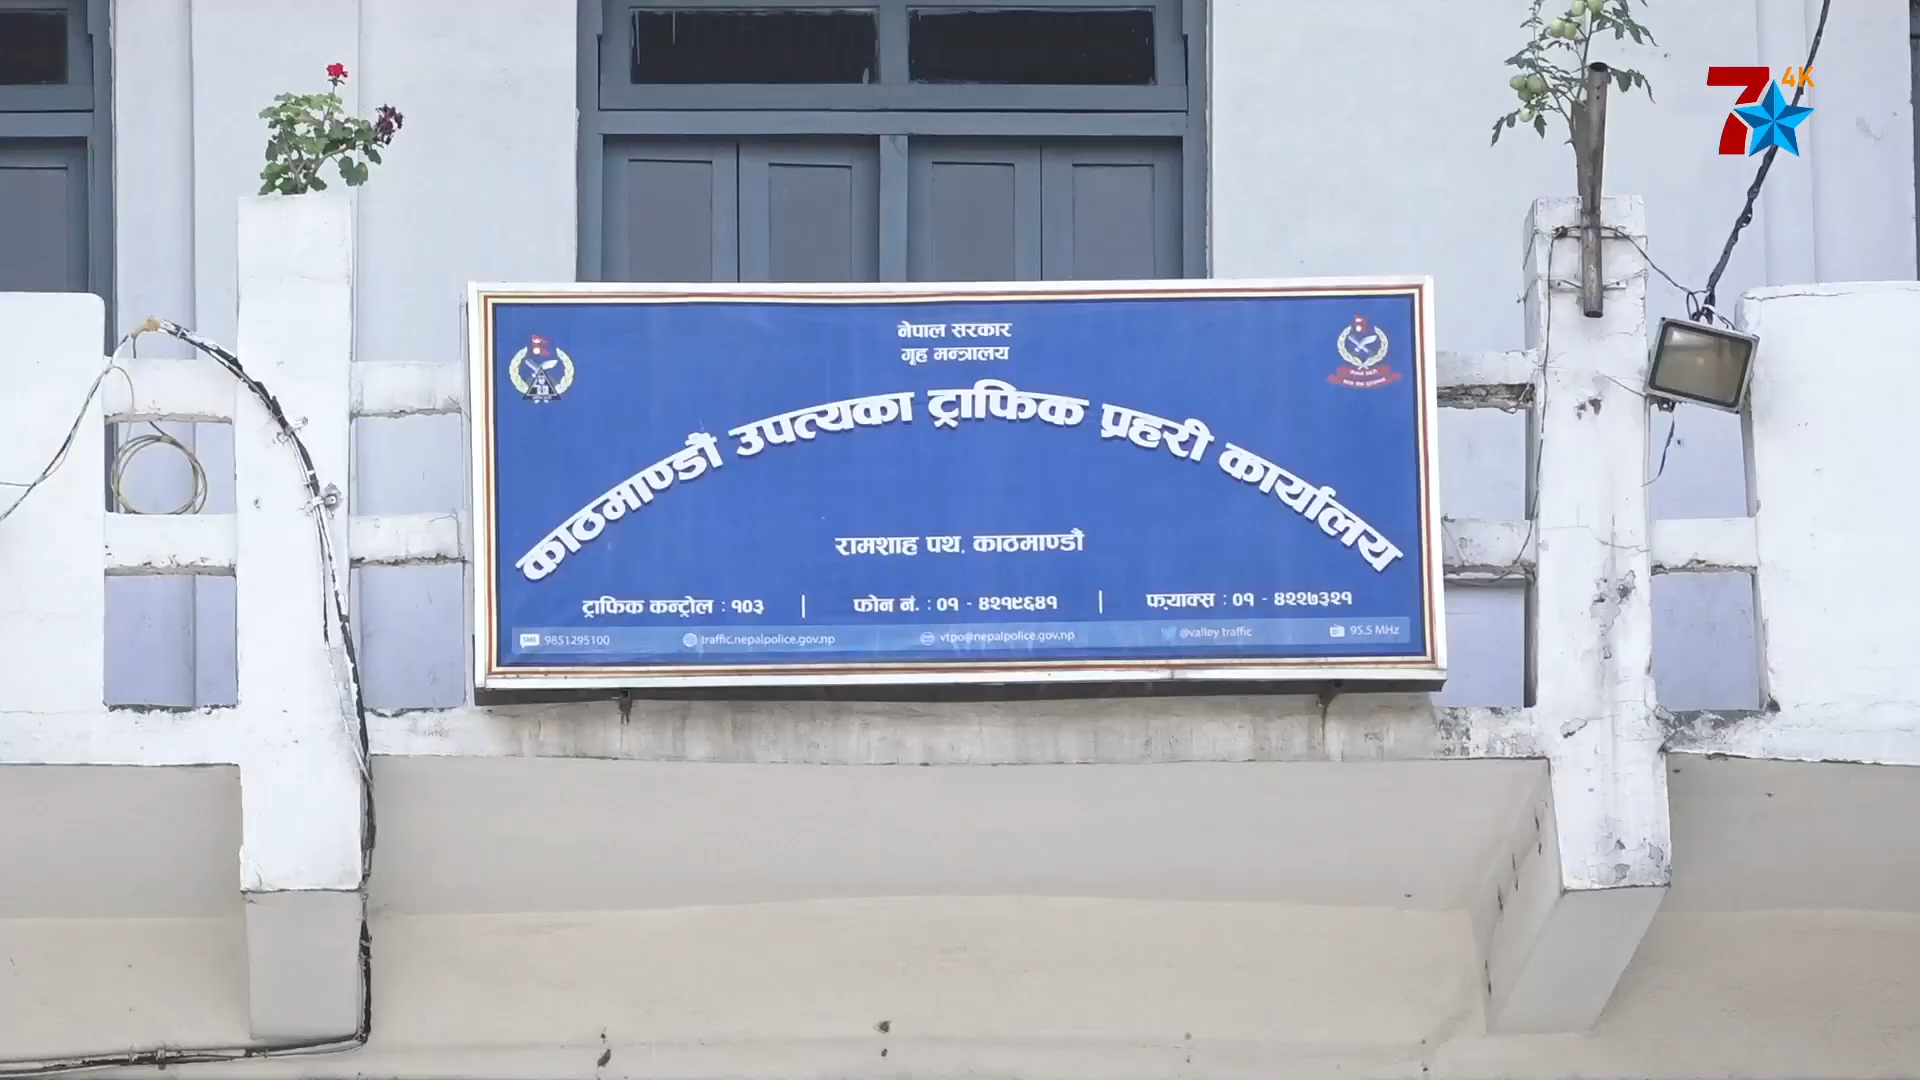 7 4K
नेपाल सरकार
गृह मन्त्रालय
काठमाण्डौं उपत्यका ट्राफिक प्रहरी कार्यालय
रामशाह पथ, काठमाण्डौं
ट्राफिक कन्ट्रोल : १०३ | फोन नं. : ०१ - ४२१९६४१ | फ्याक्स : ०१ - ४२२७३२१
SMS 9851295100 traffic.nepalpolice.gov.np vtpo@nepalpolice.gov.np @valley traffic 95.5 MHz